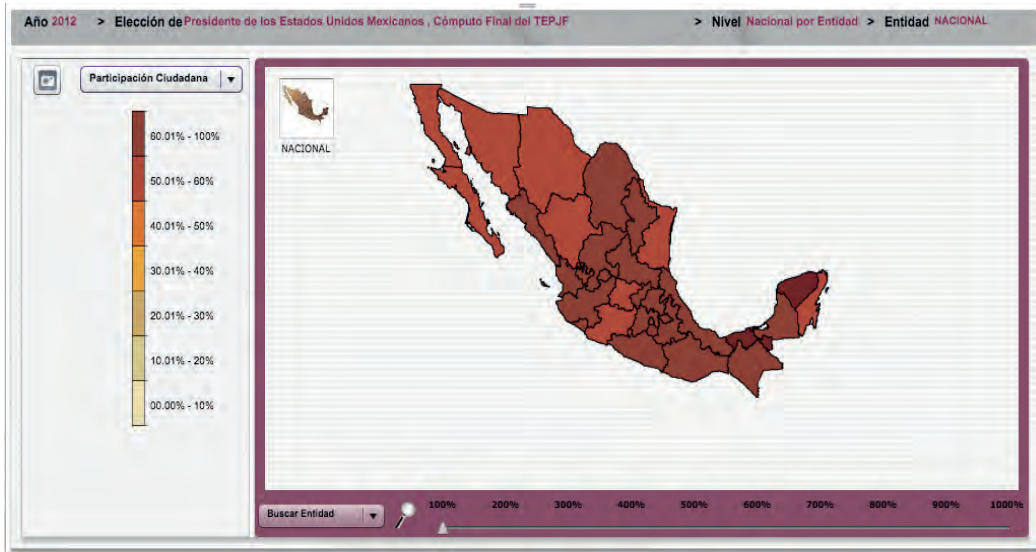 Año 2012 > Elección de Presidente de los Estados Unidos Mexicanos , Cómputo Final del TEPJF > Nivel Nacional por Entidad > Entidad NACIONAL
Participación Ciudadana
60.01% - 100%
50.01% - 60%
40.01% - 50%
30.01% - 40%
20.01% - 30%
10.01% - 20%
00.00% - 10%
NACIONAL
Buscar Entidad
100% 200% 300% 400% 500% 600% 700% 800% 900% 1000%